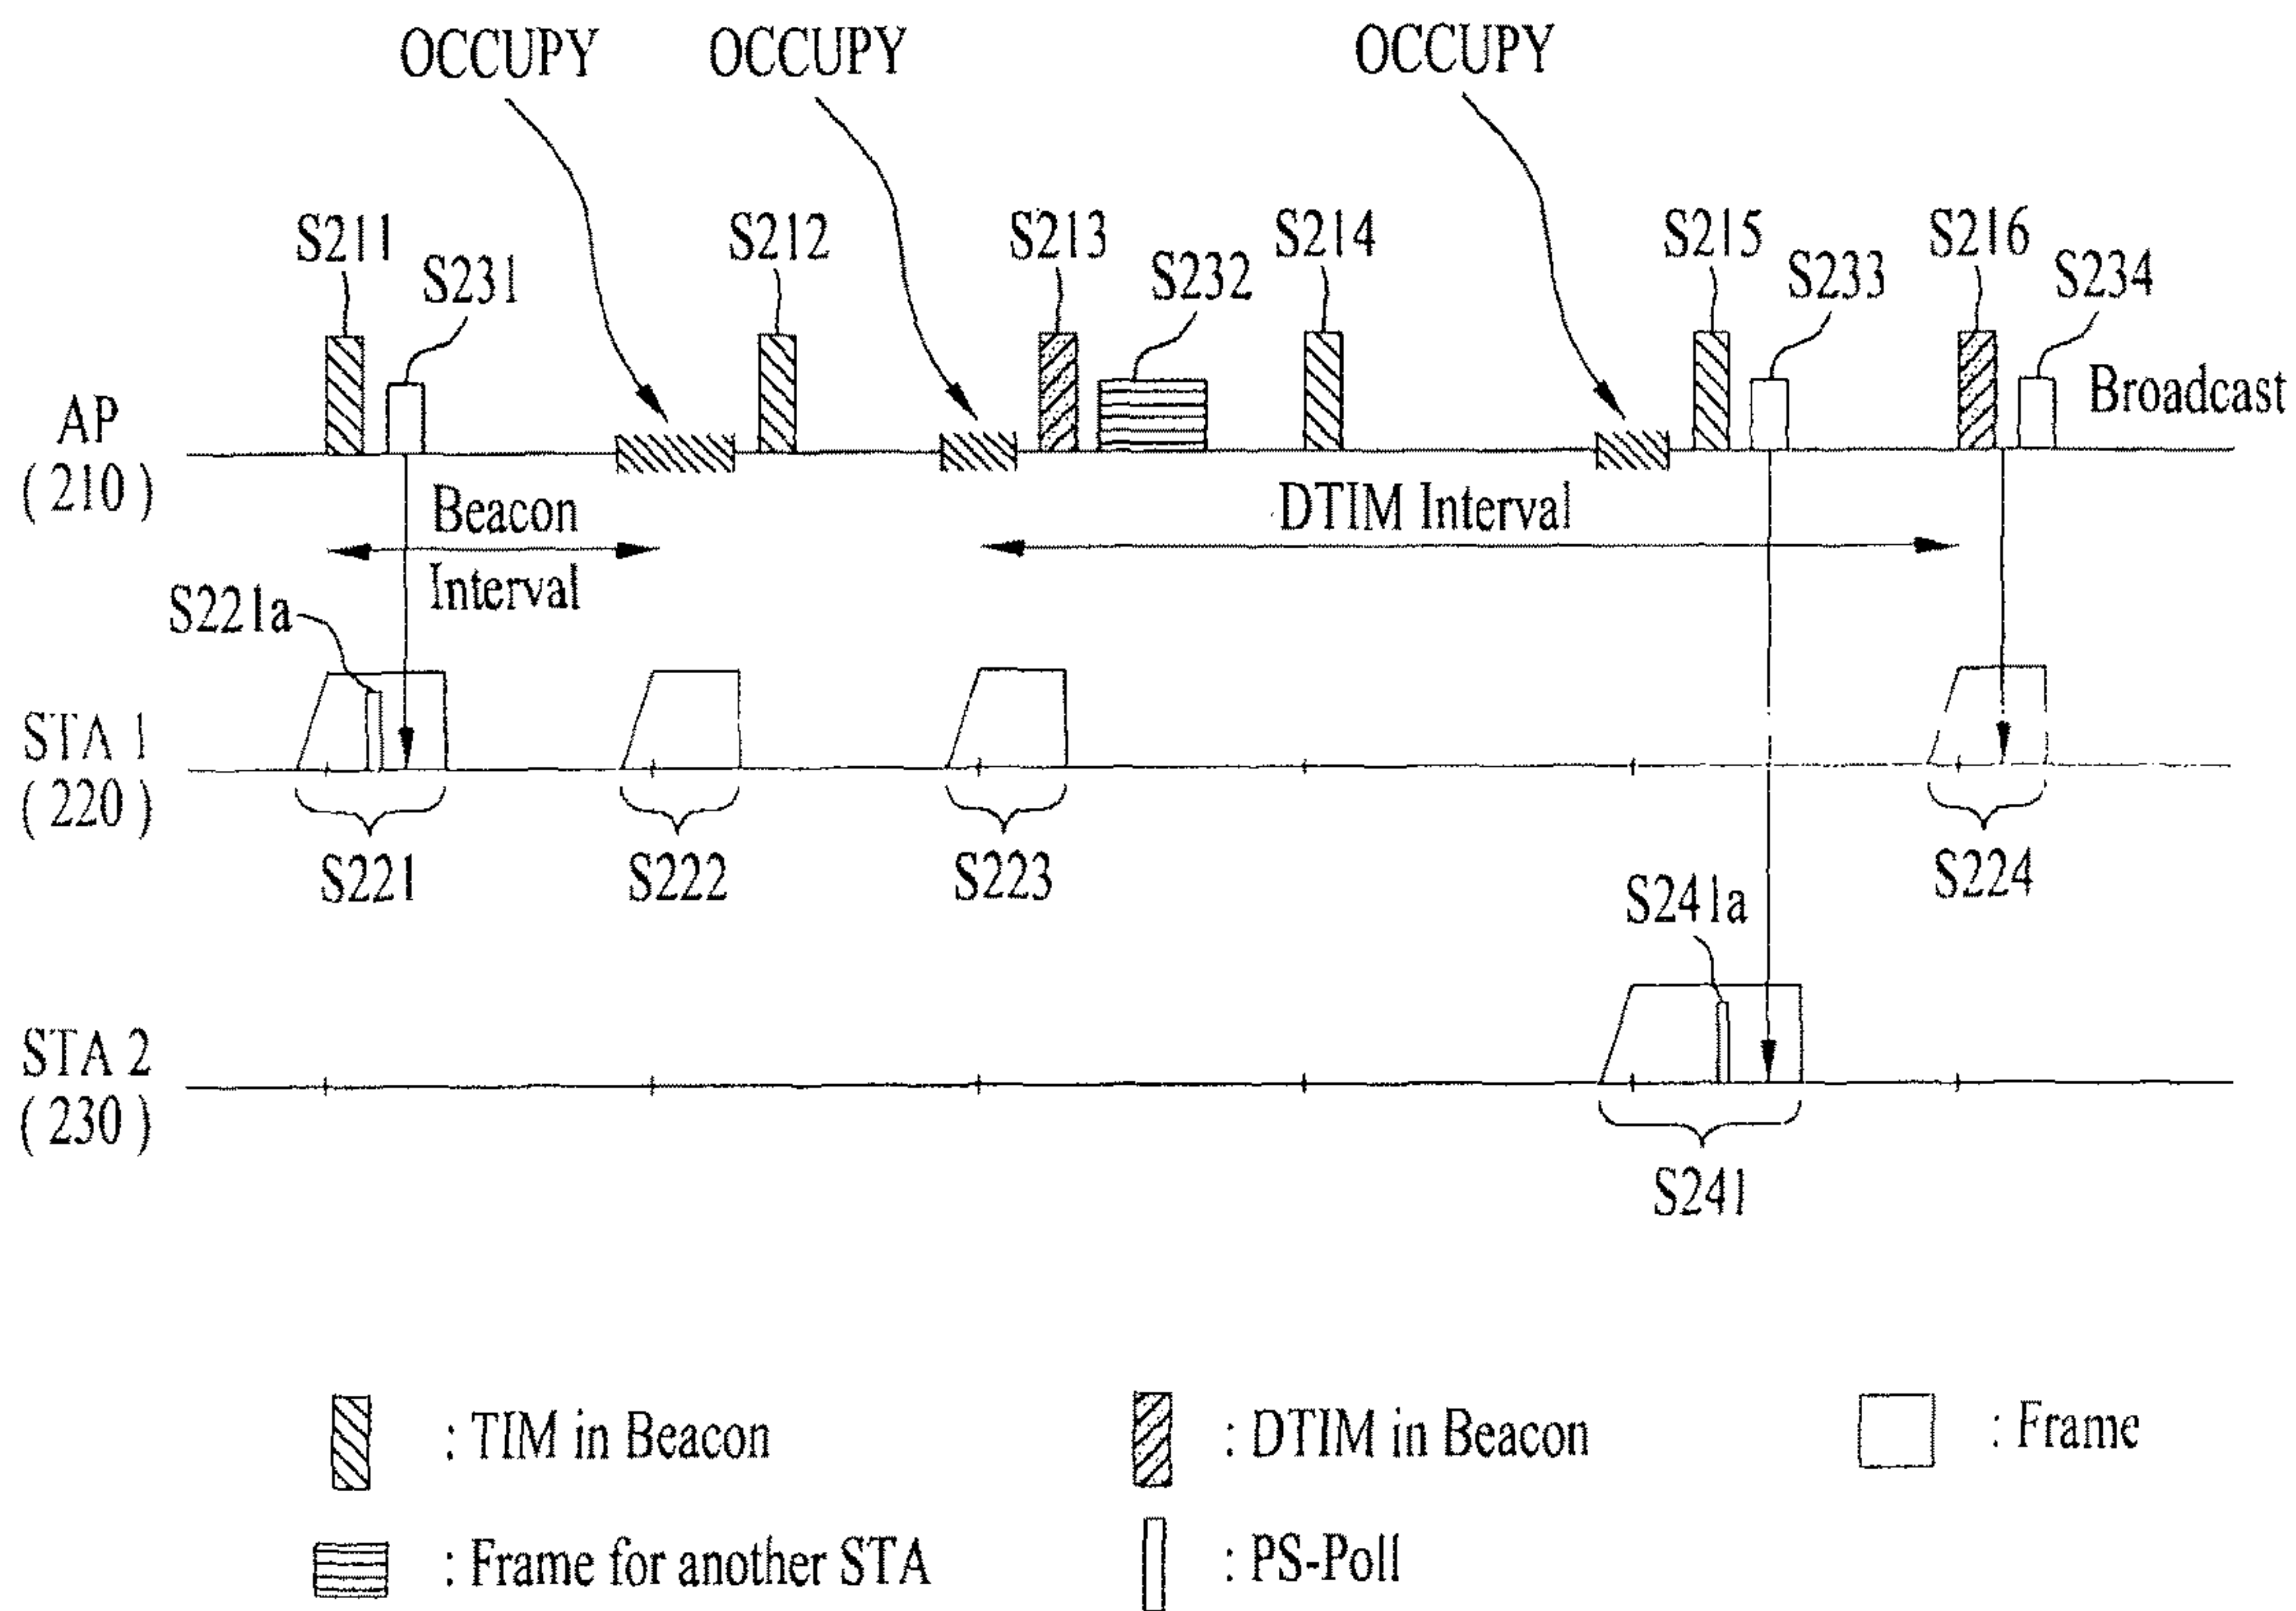 OCCUPY OCCUPY OCCUPY
S211 S231 S212 S213 S232 S214 S215 S233 S216 S234
AP
( 210 )
Broadcast
Beacon
Interval
DTIM Interval
S221a
STA 1
( 220 )
S221 S222 S223 S224
S241a
STA 2
( 230 )
S241
: TIM in Beacon
: DTIM in Beacon
: Frame
: Frame for another STA
: PS-Poll